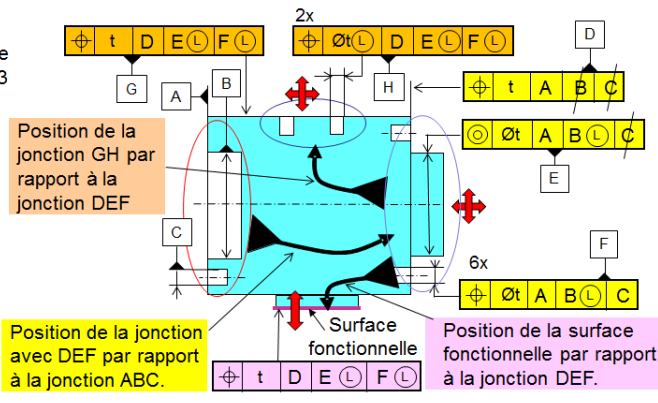 2x
⌖ t D E Ⓛ F Ⓛ
⌖ Øt Ⓛ D E Ⓛ F Ⓛ
D
e
3
G
A
B
H
⌖ t A B C
Position de la
jonction GH par
rapport à la
jonction DEF
◎ Øt A B Ⓛ C
E
C
F
6x
⌖ Øt A B Ⓛ C
Position de la jonction
avec DEF par rapport
à la jonction ABC.
Surface
fonctionnelle
Position de la surface
fonctionnelle par rapport
à la jonction DEF.
⌖ t D E Ⓛ F Ⓛ